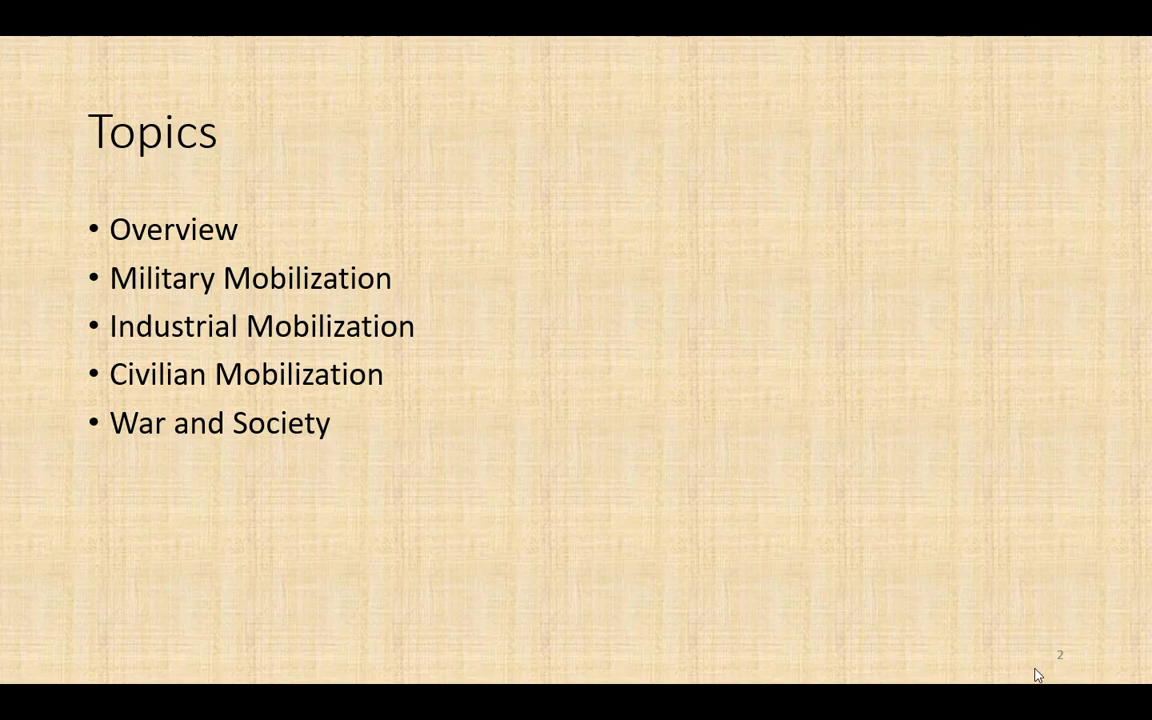 Topics
• Overview
• Military Mobilization
• Industrial Mobilization
• Civilian Mobilization
• War and Society
2